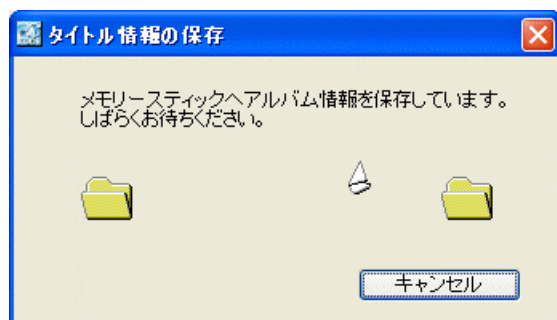 タイトル情報の保存
メモリースティックへアルバム情報を保存しています。
しばらくお待ちください。
キャンセル